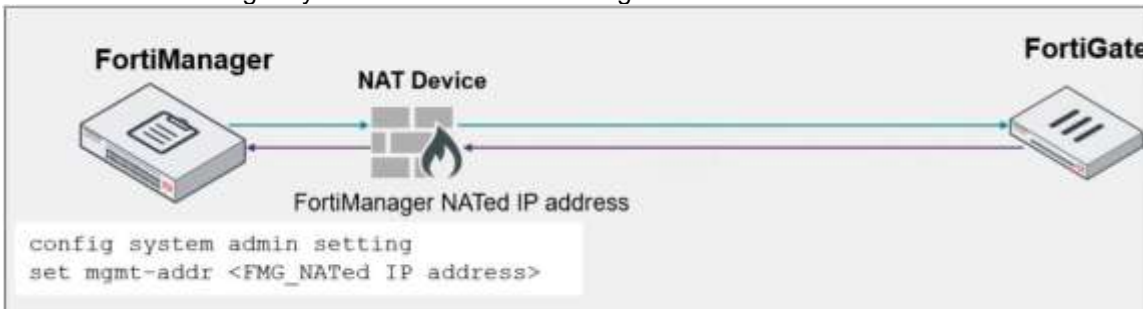 FortiManager
FortiGate
NAT Device
FortiManager NATed IP address
config system admin setting
set mgmt-addr <FMG_NATed IP address>